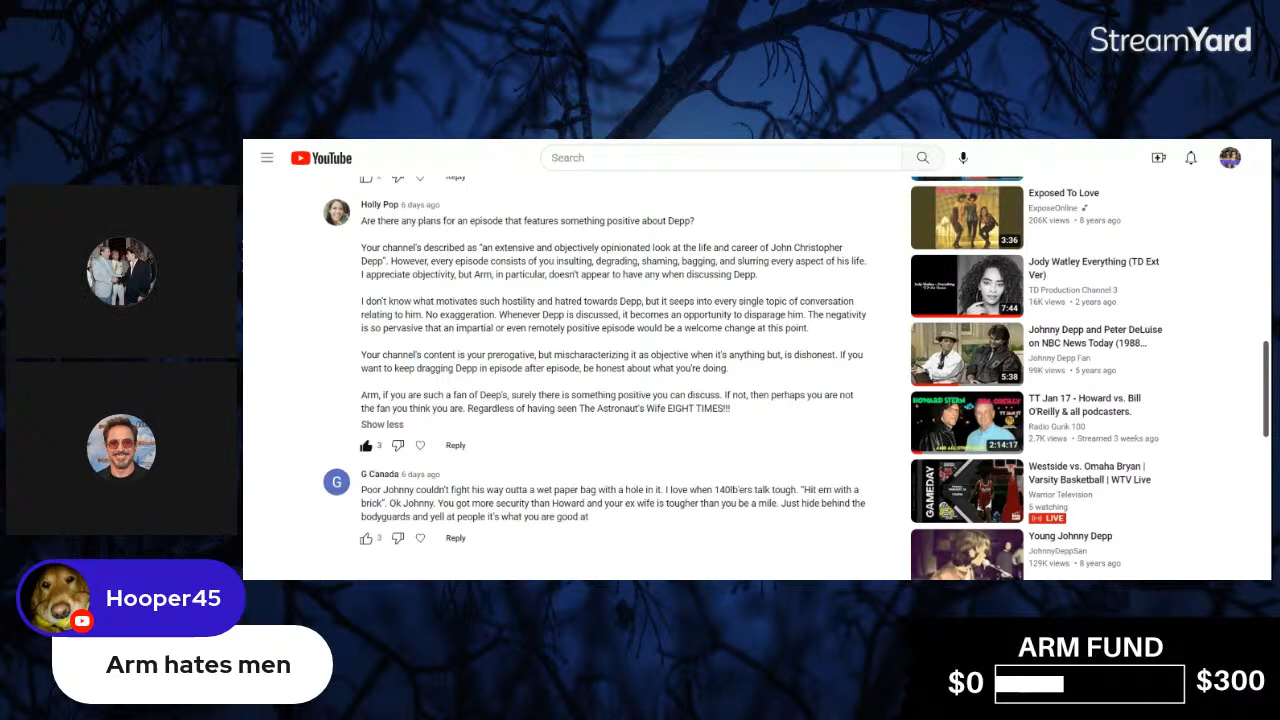 StreamYard
YouTube
Search
Reply
Holly Pop 6 days ago
Are there any plans for an episode that features something positive about Depp?
Your channel's described as "an extensive and objectively opinionated look at the life and career of John Christopher
Depp". However, every episode consists of you insulting, degrading, shaming, bagging, and slurring every aspect of his life.
I appreciate objectivity, but Arm, in particular, doesn't appear to have any when discussing Depp.
I don't know what motivates such hostility and hatred towards Depp, but it seeps into every single topic of conversation
relating to him. No exaggeration. Whenever Depp is discussed, it becomes an opportunity to disparage him. The negativity
is so pervasive that an impartial or even remotely positive episode would be a welcome change at this point.
Your channel's content is your prerogative, but mischaracterizing it as objective when it's anything but, is dishonest. If you
want to keep dragging Depp in episode after episode, be honest about what you're doing.
Arm, if you are such a fan of Deep's, surely there is something positive you can discuss. If not, then perhaps you are not
the fan you think you are. Regardless of having seen The Astronaut's Wife EIGHT TIMES!!!
Show less
3
Reply
G
G Canada 6 days ago
Poor Johnny couldn't fight his way outta a wet paper bag with a hole in it. I love when 140lb'ers talk tough. "Hit em with a
brick". Ok Johnny. You got more security than Howard and your ex wife is tougher than you be a mile. Just hide behind the
bodyguards and yell at people it's what you are good at
3
Reply
3:36
Exposed To Love
ExposeOnline
206K views • 8 years ago
7:44
Jody Watley Everything (TD Ext
Ver)
TD Production Channel 3
16K views • 2 years ago
5:38
Johnny Depp and Peter DeLuise
on NBC News Today (1988...
Johnny Depp Fan
99K views • 5 years ago
HOWARD STERN
BILL OREILLY
2:14:17
TT Jan 17 - Howard vs. Bill
O'Reilly & all podcasters.
Radio Gunk 100
2.7K views • Streamed 3 weeks ago
GAMEDAY
Westside vs. Omaha Bryan |
Varsity Basketball | WTV Live
Warrior Television
5 watching
LIVE
Young Johnny Depp
JohnnyDeppSan
129K views • 8 years ago
Hooper45
Arm hates men
ARM FUND
$0
$300